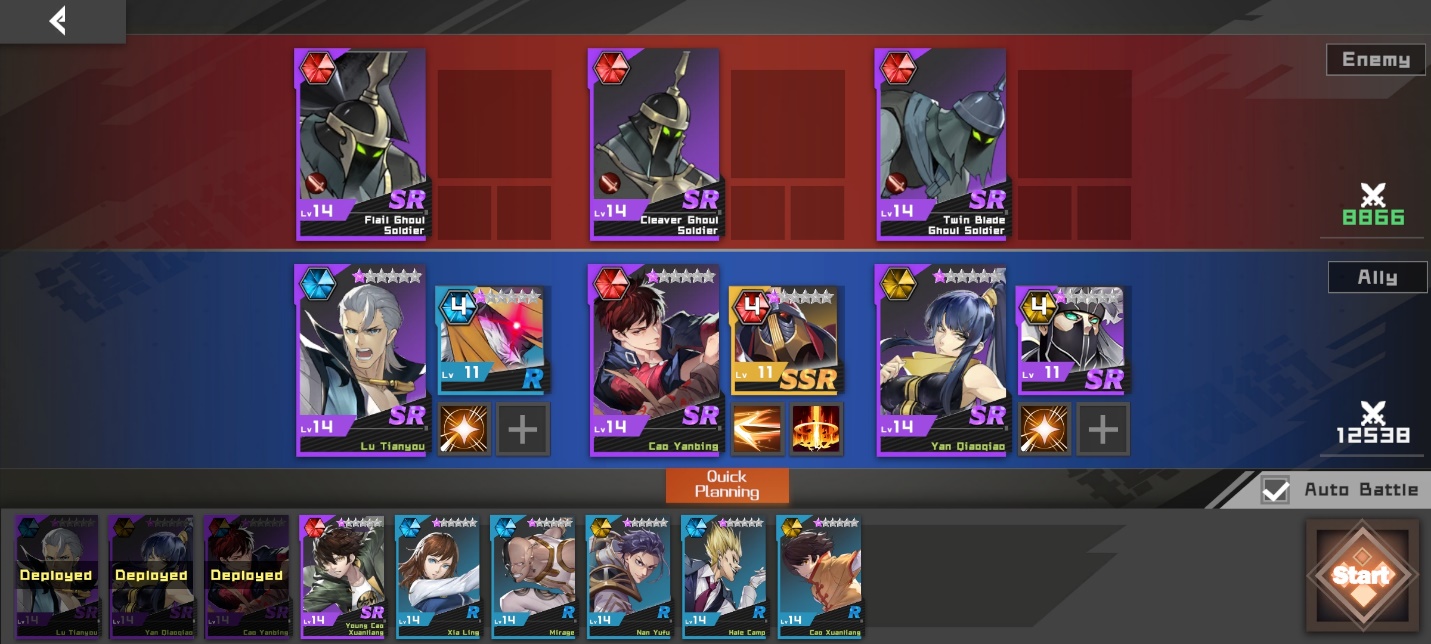 Enemy
SR
Lv14
Flail Ghoul
Soldier
SR
Lv14
Cleaver Ghoul
Soldier
SR
Lv14
Twin Blade
Ghoul Soldier
8866
Ally
SR
Lv14
Lu Tianyou
4
Lv 11
R
SR
Lv14
Cao Yanbing
4
Lv 11
SSR
SR
Lv14
Yan Qiaoqiao
4
Lv 11
SR
12538
Quick
Planning
Auto Battle
Deployed
SR
Lv14
Lu Tianyou
Deployed
SR
Lv14
Yan Qiaoqiao
Deployed
SR
Lv14
Cao Yanbing
SR
Lv14
Young Cao
Xuanliang
R
Lv14
Xia Ling
R
Lv14
Mirage
R
Lv14
Nan Yufu
R
Lv14
Hale Camp
R
Lv14
Cao Xuanliang
Start